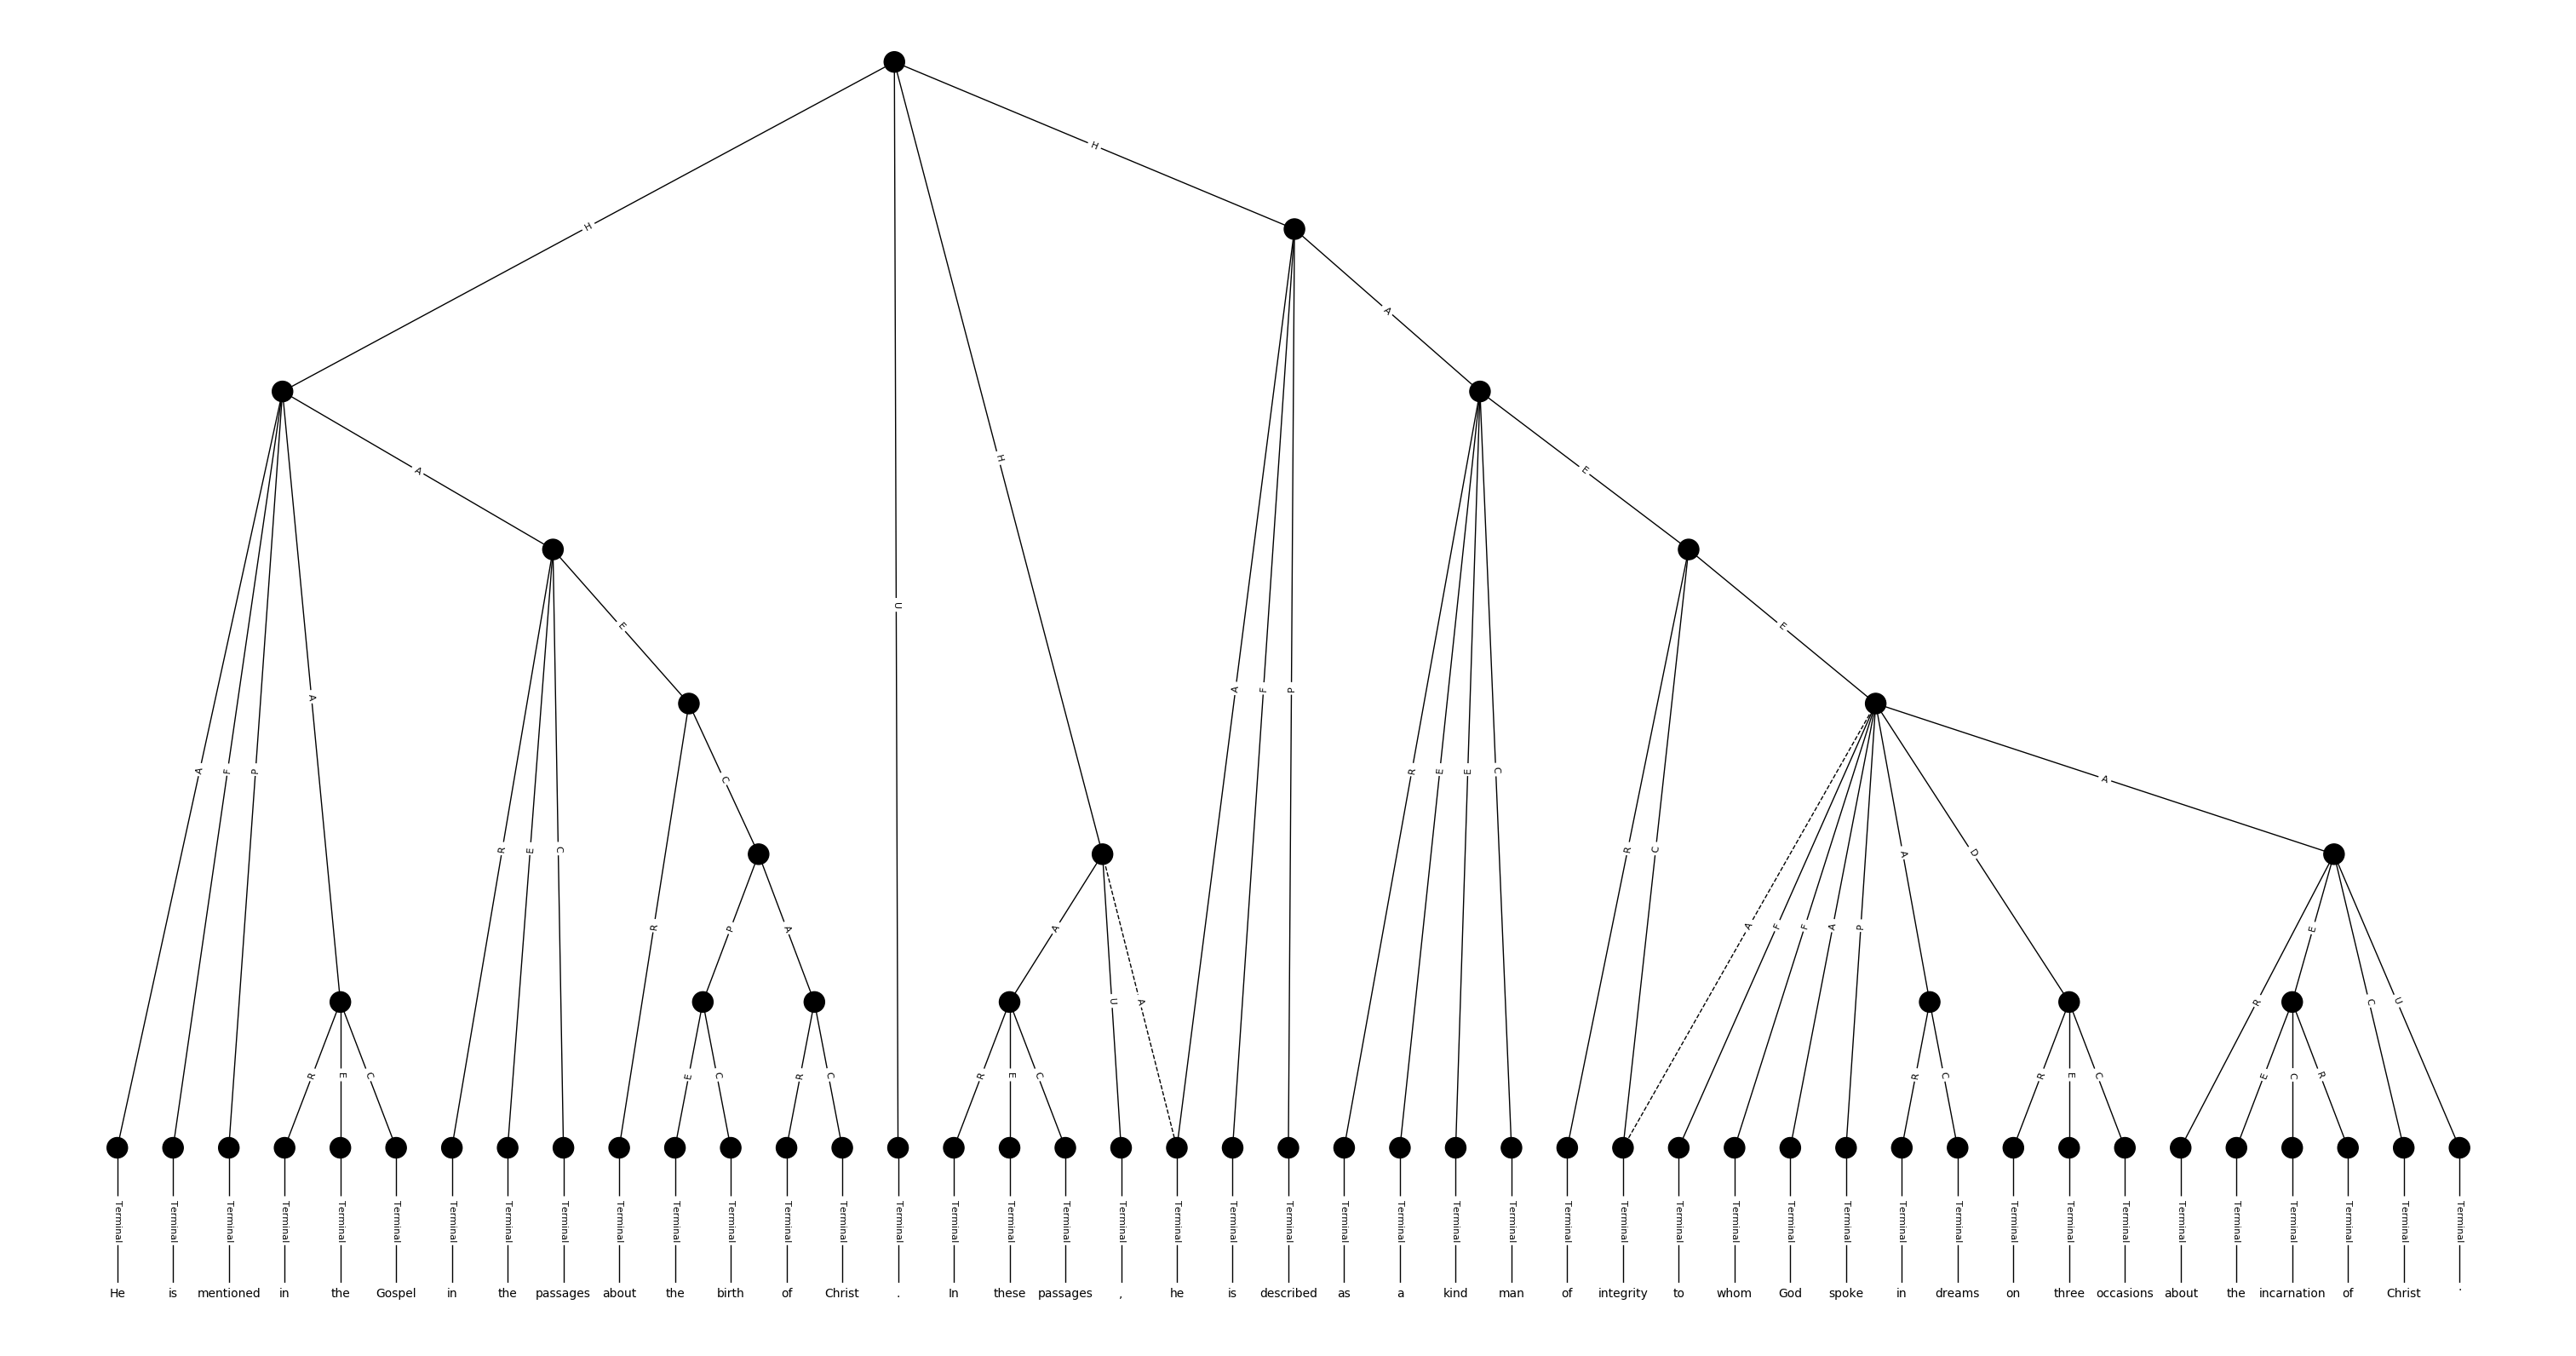 H
H
H
A
A
E
U
H
E
E
A
F
P
A
R
E
C
R
C
P
A
A
A
F
P
R
E
E
C
R
C
A
F
F
A
P
A
D
A
R
E
C
U
R
E
C
E
C
R
C
R
E
C
U
A
R
C
R
E
C
E
C
R
Terminal Terminal Terminal Terminal Terminal Terminal Terminal Terminal Terminal Terminal Terminal Terminal Terminal Terminal Terminal Terminal Terminal Terminal Terminal Terminal Terminal Terminal Terminal Terminal Terminal Terminal Terminal Terminal Terminal Terminal Terminal Terminal Terminal Terminal Terminal Terminal Terminal Terminal Terminal Terminal Terminal Terminal Terminal
He is mentioned in the Gospel in the passages about the birth of Christ . In these passages , he is described as a kind man of integrity to whom God spoke in dreams on three occasions about the incarnation of Christ .